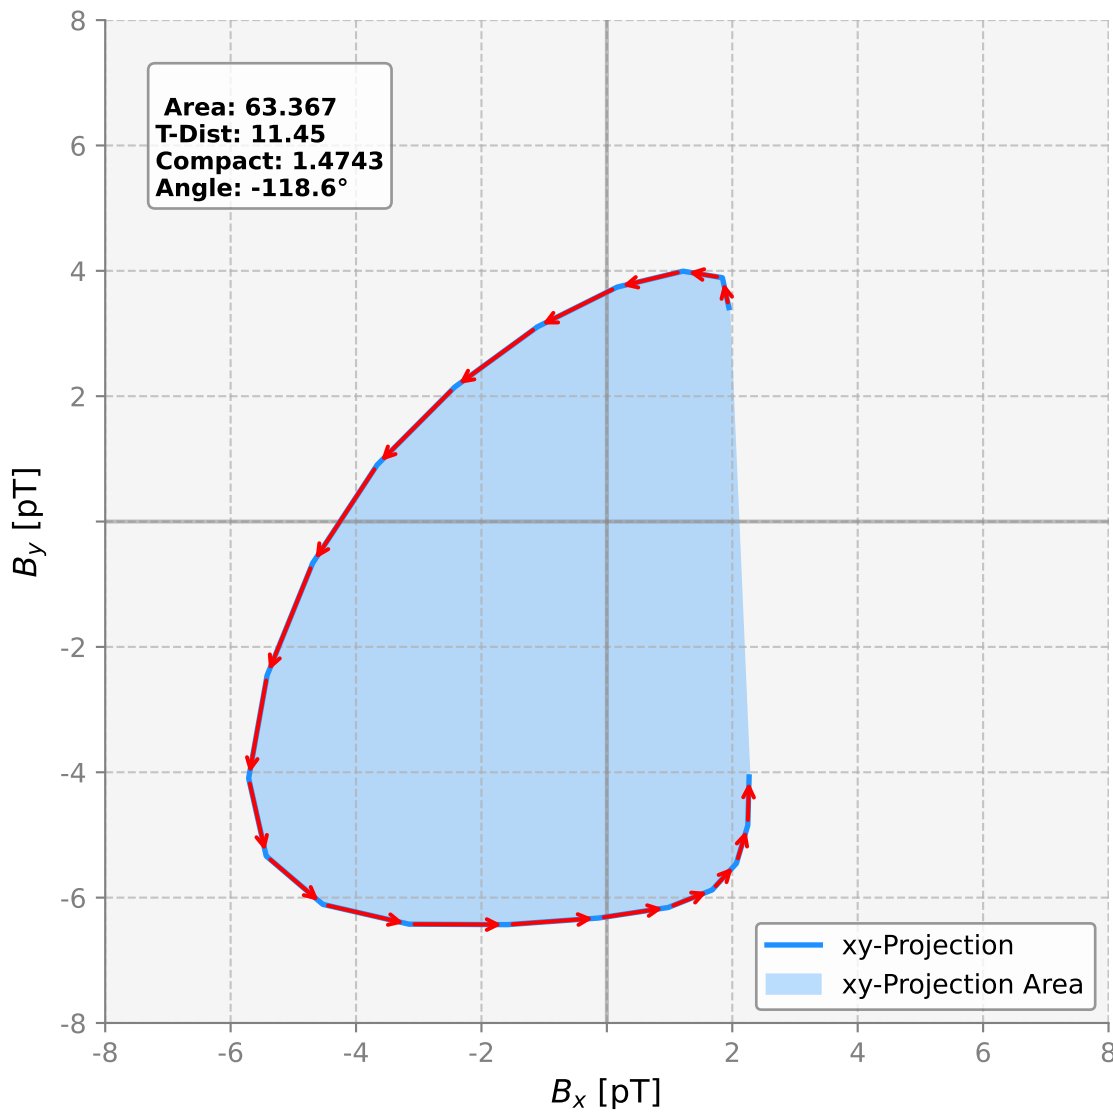 8
Area: 63.367
T-Dist: 11.45
Compact: 1.4743
Angle: -118.6°
6
4
2
-2
-4
-6
-8
B_y [pT]
xy-Projection
xy-Projection Area
-8 -6 -4 -2 2 4 6 8
B_x [pT]